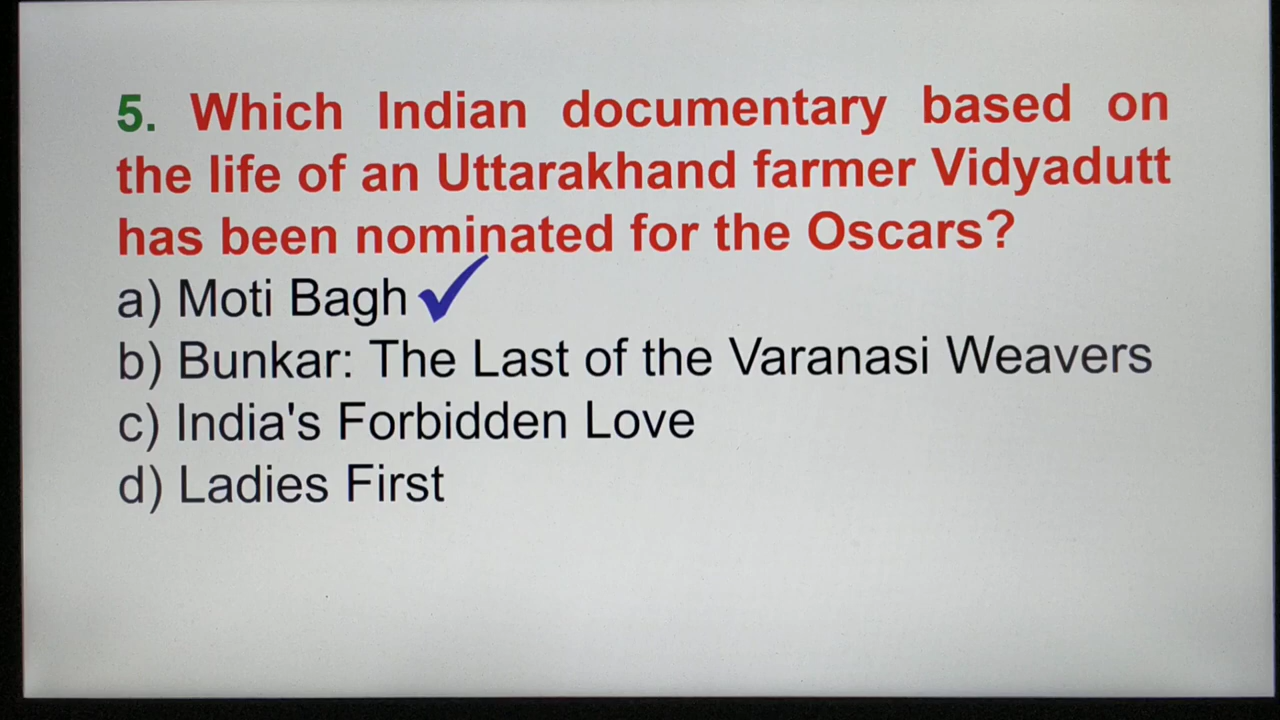 5. Which Indian documentary based on
the life of an Uttarakhand farmer Vidyadutt
has been nominated for the Oscars?
a) Moti Bagh
b) Bunkar: The Last of the Varanasi Weavers
c) India's Forbidden Love
d) Ladies First